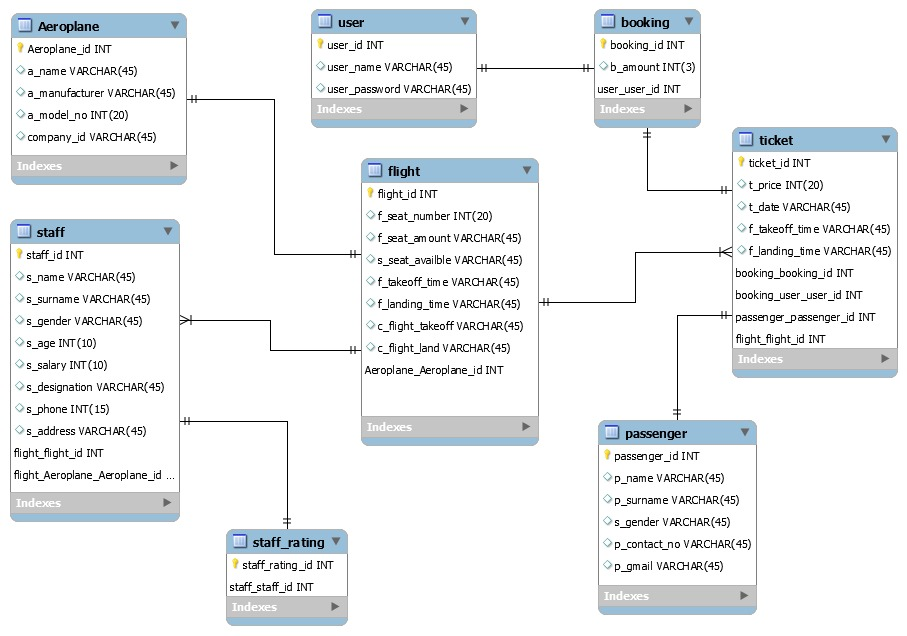 Aeroplane
Aeroplane_id INT
a_name VARCHAR(45)
a_manufacturer VARCHAR(45)
a_model_no INT(20)
company_id VARCHAR(45)
Indexes
user
user_id INT
user_name VARCHAR(45)
user_password VARCHAR(45)
Indexes
booking
booking_id INT
b_amount INT(3)
user_user_id INT
Indexes
ticket
ticket_id INT
t_price INT(20)
t_date VARCHAR(45)
f_takeoff_time VARCHAR(45)
f_landing_time VARCHAR(45)
booking_booking_id INT
booking_user_user_id INT
passenger_passenger_id INT
flight_flight_id INT
Indexes
flight
flight_id INT
f_seat_number INT(20)
f_seat_amount VARCHAR(45)
s_seat_availble VARCHAR(45)
f_takeoff_time VARCHAR(45)
f_landing_time VARCHAR(45)
c_flight_takeoff VARCHAR(45)
c_flight_land VARCHAR(45)
Aeroplane_Aeroplane_id INT
Indexes
staff
staff_id INT
s_name VARCHAR(45)
s_surname VARCHAR(45)
s_gender VARCHAR(45)
s_age INT(10)
s_salary INT(10)
s_designation VARCHAR(45)
s_phone INT(15)
s_address VARCHAR(45)
flight_flight_id INT
flight_Aeroplane_Aeroplane_id ...
Indexes
staff_rating
staff_rating_id INT
staff_staff_id INT
Indexes
passenger
passenger_id INT
p_name VARCHAR(45)
p_surname VARCHAR(45)
s_gender VARCHAR(45)
p_contact_no VARCHAR(45)
p_gmail VARCHAR(45)
Indexes